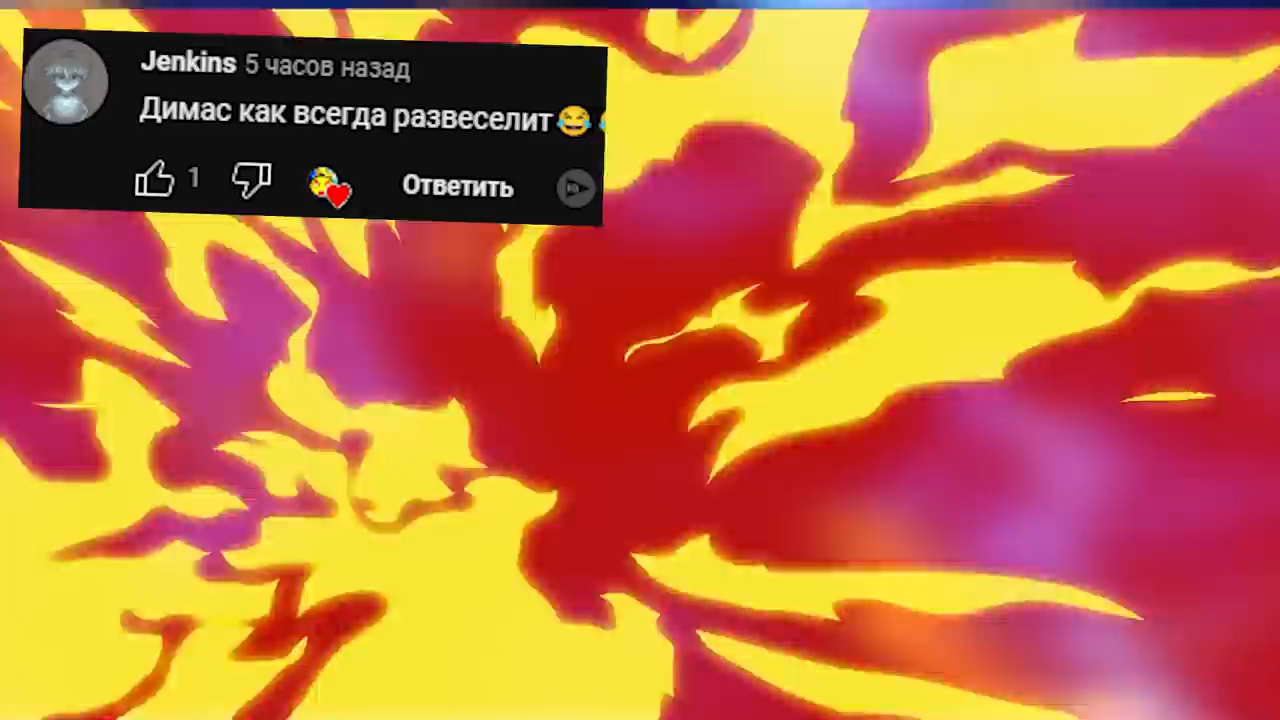 Jenkins 5 часов назад
Димас как всегда развеселит😂
1 Ответить